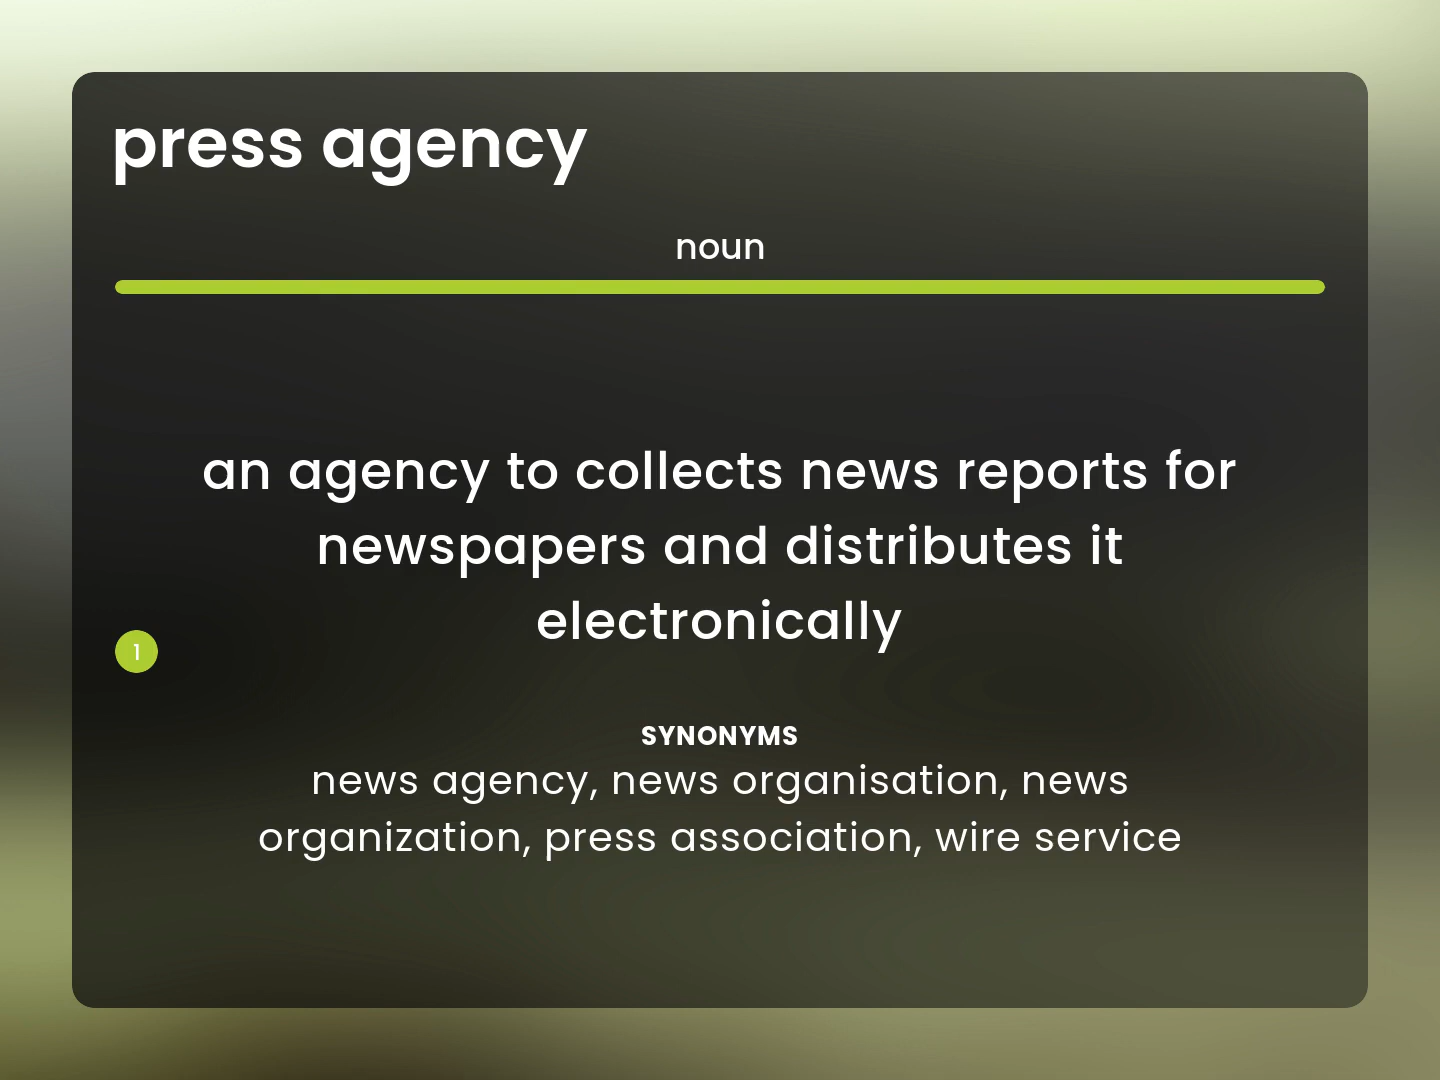 press agency
noun
an agency to collects news reports for
newspapers and distributes it
electronically
1
SYNONYMS
news agency, news organisation, news
organization, press association, wire service